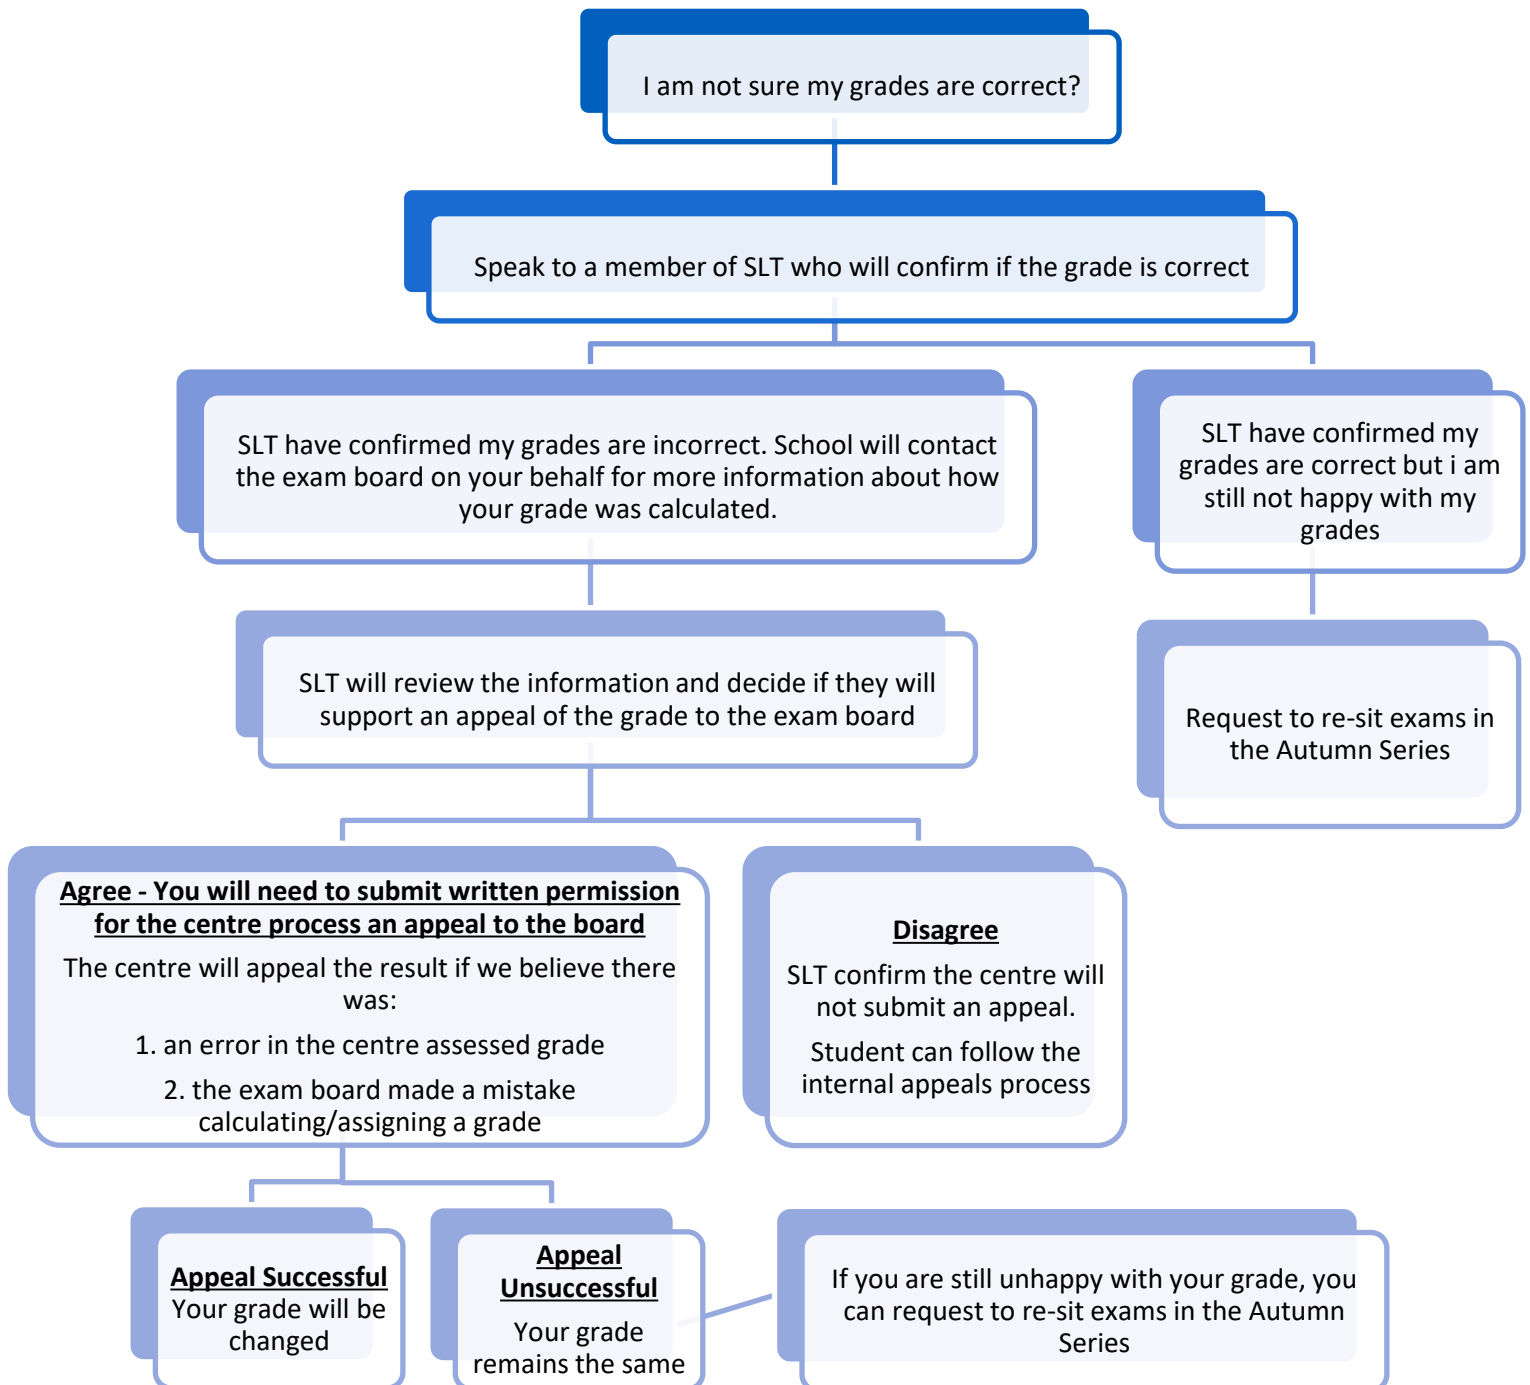 I am not sure my grades are correct?
Speak to a member of SLT who will confirm if the grade is correct
SLT have confirmed my grades are incorrect. School will contact
the exam board on your behalf for more information about how
your grade was calculated.
SLT have confirmed my
grades are correct but i am
still not happy with my
grades
SLT will review the information and decide if they will
support an appeal of the grade to the exam board
Request to re-sit exams in
the Autumn Series
Agree - You will need to submit written permission
for the centre process an appeal to the board
The centre will appeal the result if we believe there
was:
1. an error in the centre assessed grade
2. the exam board made a mistake
calculating/assigning a grade
Disagree
SLT confirm the centre will
not submit an appeal.
Student can follow the
internal appeals process
Appeal Successful
Your grade will be
changed
Appeal
Unsuccessful
Your grade
remains the same
If you are still unhappy with your grade, you
can request to re-sit exams in the Autumn
Series